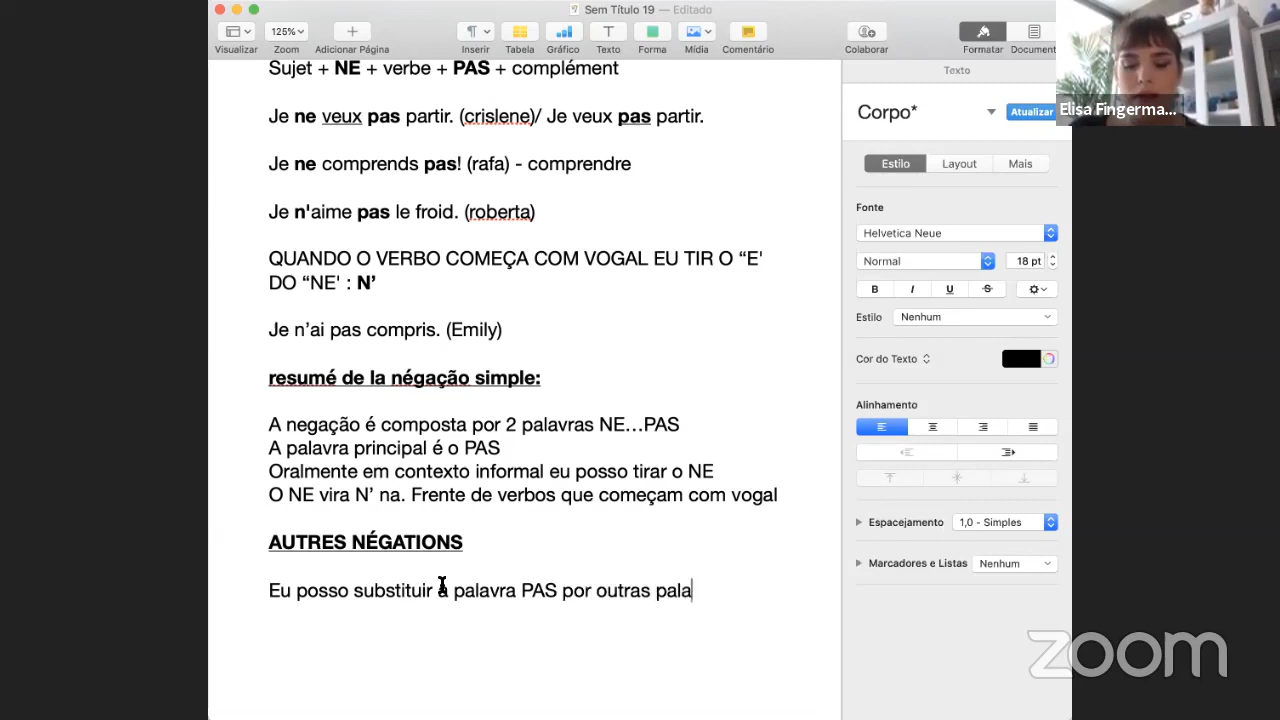 Sem Título 19 — Editado
125%
Visualizar Zoom Adicionar Página Inserir Tabela Gráfico Texto Forma Mídia Comentário Colaborar Formatar Document
Sujet + NE + verbe + PAS + complément
Je ne veux pas partir. (crislene)/ Je veux pas partir.
Je ne comprends pas! (rafa) - comprendre
Je n'aime pas le froid. (roberta)
QUANDO O VERBO COMEÇA COM VOGAL EU TIR O “E'
DO “NE' : N’
Je n’ai pas compris. (Emily)
resumé de la négação simple:
A negação é composta por 2 palavras NE…PAS
A palavra principal é o PAS
Oralmente em contexto informal eu posso tirar o NE
O NE vira N’ na. Frente de verbos que começam com vogal
AUTRES NÉGATIONS
Eu posso substituir a palavra PAS por outras pala
Texto
Corpo*
Atualizar
Estilo Layout Mais
Fonte
Helvetica Neue
Normal 18 pt
B I U S
Estilo Nenhum
Cor do Texto
Alinhamento
Espacejamento 1,0 - Simples
Marcadores e Listas Nenhum
Elisa Fingerma...
zoom